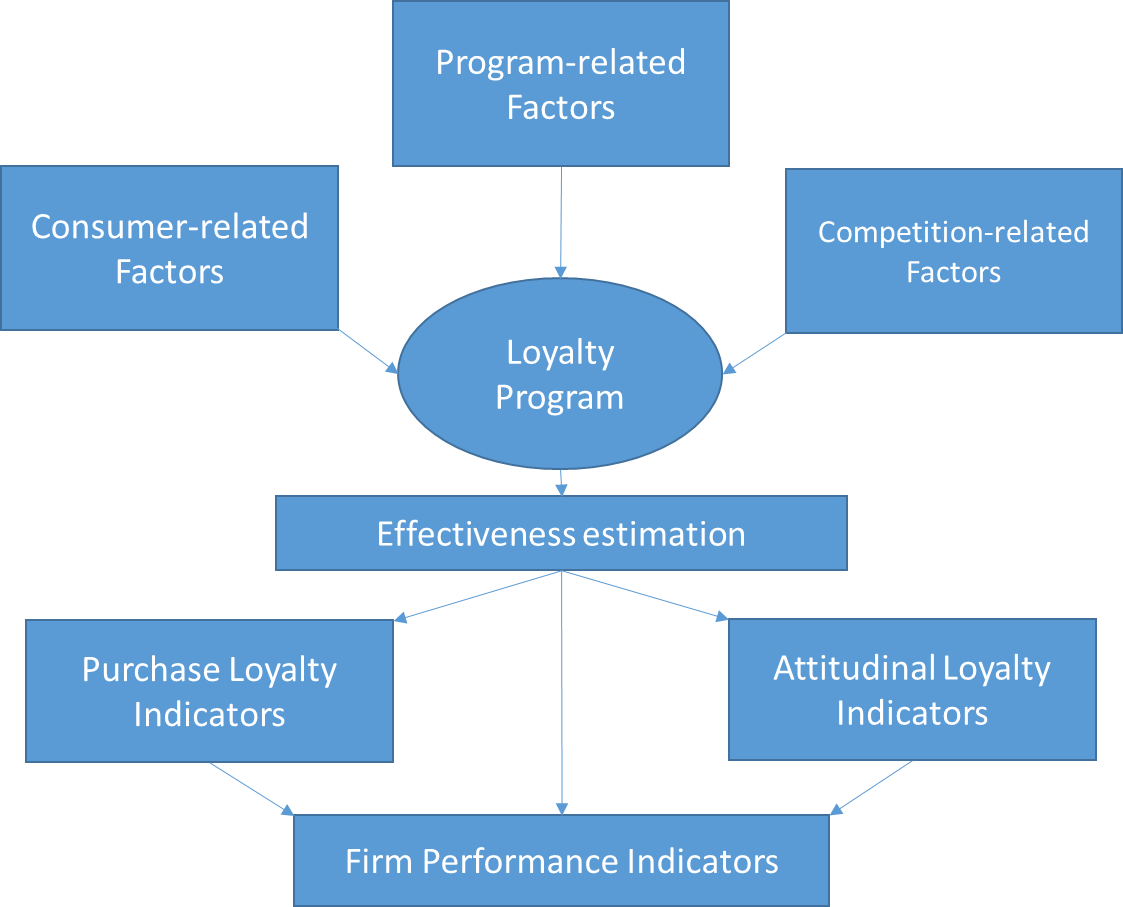 Program-related
Factors
Consumer-related
Factors
Competition-related
Factors
Loyalty
Program
Effectiveness estimation
Purchase Loyalty
Indicators
Attitudinal Loyalty
Indicators
Firm Performance Indicators